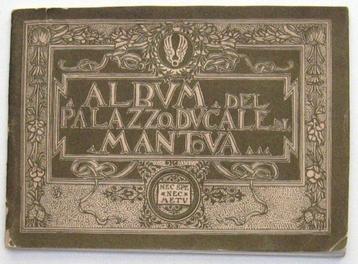 ALBVM DEL
PALAZZO DVCALE DI
MANTOVA
NEC SPE
NEC
METV